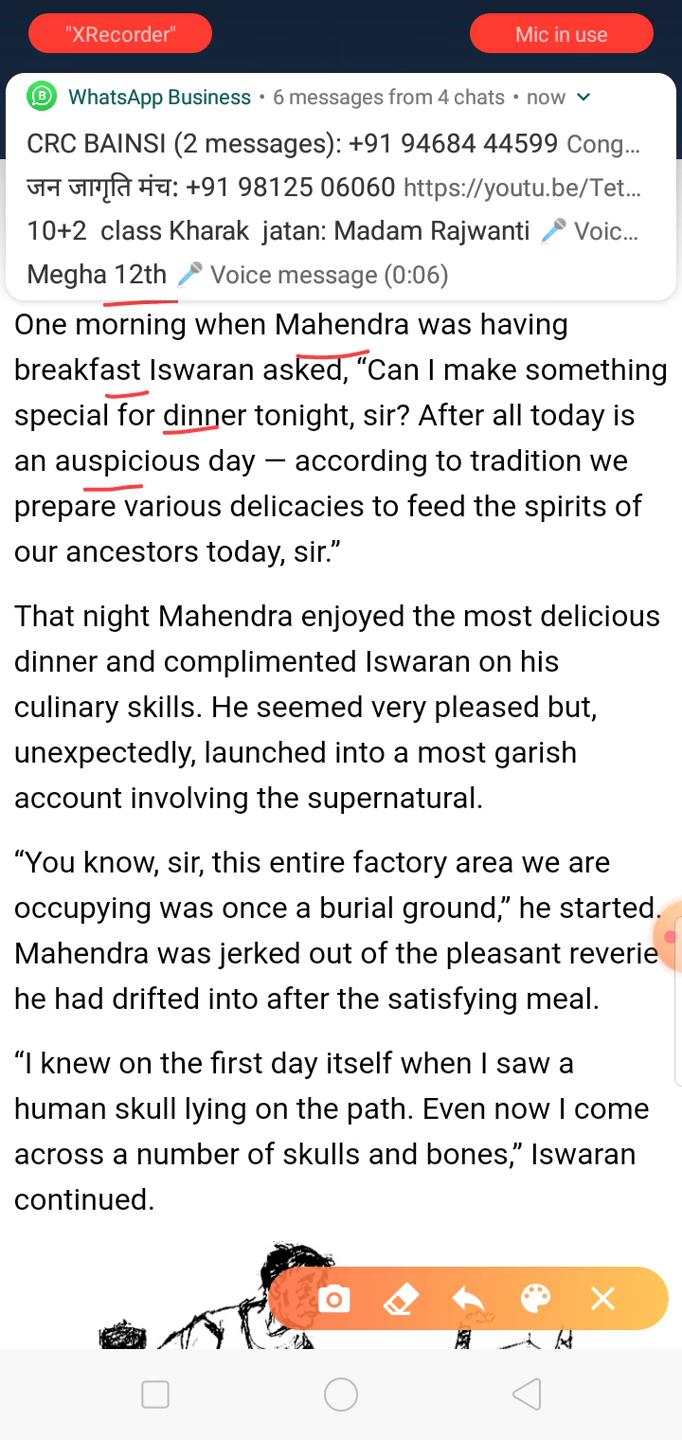 "XRecorder"
Mic in use
WhatsApp Business • 6 messages from 4 chats • now
CRC BAINSI (2 messages): +91 94684 44599 Cong...
जन जागृति मंच: +91 98125 06060 https://youtu.be/Tet...
10+2 class Kharak jatan: Madam Rajwanti 🎤 Voic...
Megha 12th 🎤 Voice message (0:06)
One morning when Mahendra was having
breakfast Iswaran asked, “Can I make something
special for dinner tonight, sir? After all today is
an auspicious day — according to tradition we
prepare various delicacies to feed the spirits of
our ancestors today, sir.”
That night Mahendra enjoyed the most delicious
dinner and complimented Iswaran on his
culinary skills. He seemed very pleased but,
unexpectedly, launched into a most garish
account involving the supernatural.
“You know, sir, this entire factory area we are
occupying was once a burial ground,” he started.
Mahendra was jerked out of the pleasant reverie
he had drifted into after the satisfying meal.
“I knew on the first day itself when I saw a
human skull lying on the path. Even now I come
across a number of skulls and bones,” Iswaran
continued.